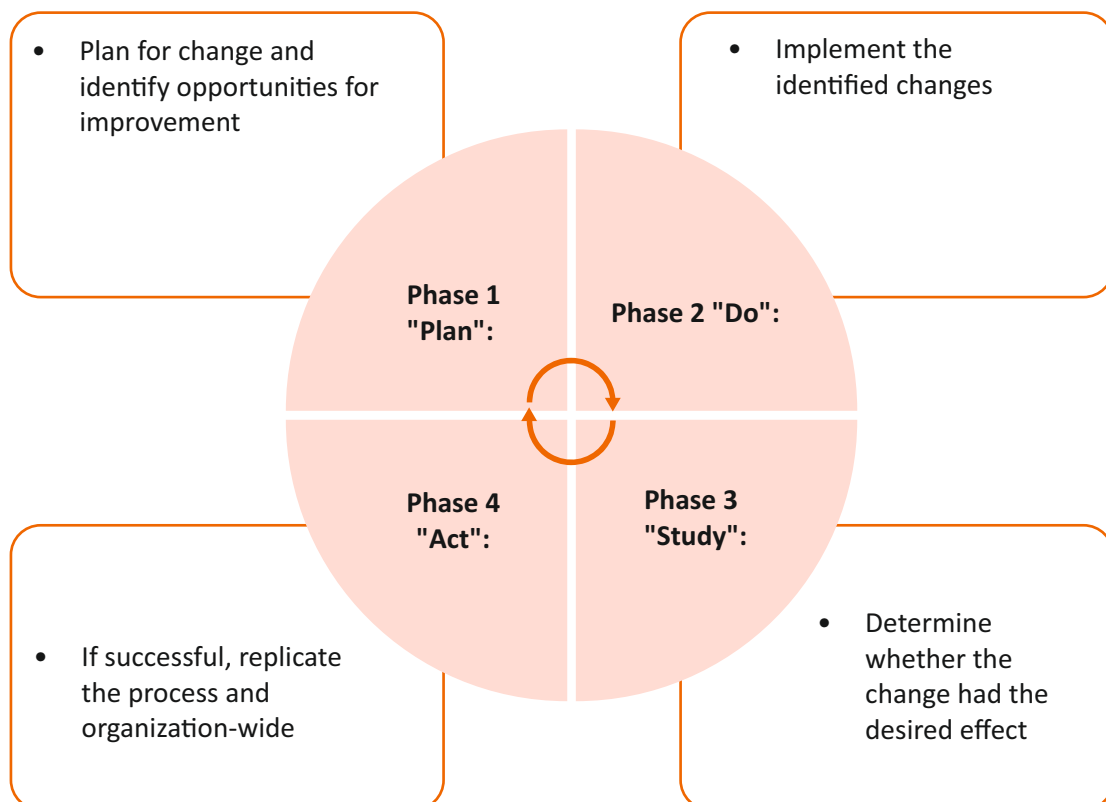 • Plan for change and
identify opportunities for
improvement
• Implement the
identified changes
Phase 1
"Plan":
Phase 2 "Do":
Phase 4
"Act":
Phase 3
"Study":
• If successful, replicate
the process and
organization-wide
• Determine
whether the
change had the
desired effect